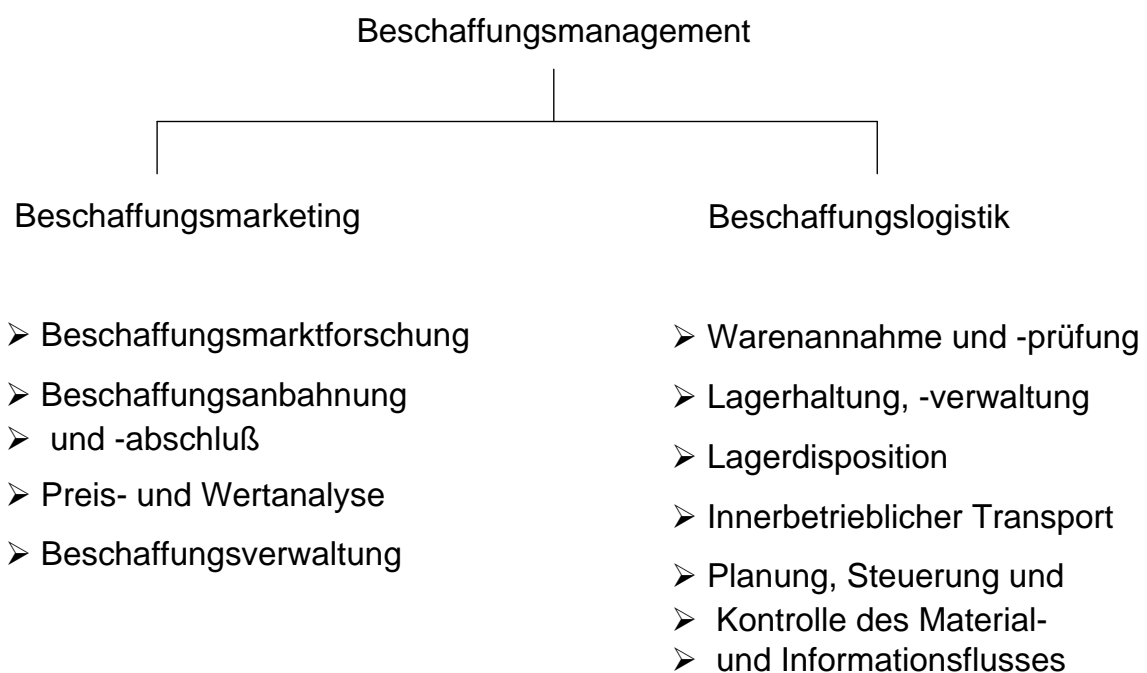 Beschaffungsmanagement
Beschaffungsmarketing
➢ Beschaffungsmarktforschung
➢ Beschaffungsanbahnung
➢ und -abschluß
➢ Preis- und Wertanalyse
➢ Beschaffungsverwaltung
Beschaffungslogistik
➢ Warenannahme und -prüfung
➢ Lagerhaltung, -verwaltung
➢ Lagerdisposition
➢ Innerbetrieblicher Transport
➢ Planung, Steuerung und
➢ Kontrolle des Material-
➢ und Informationsflusses